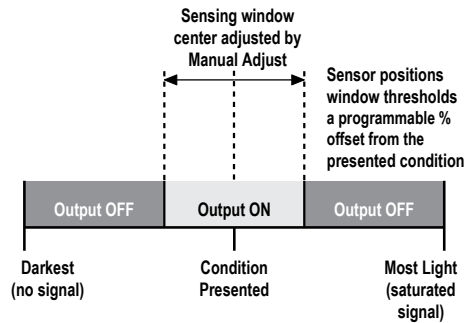 Sensing window
center adjusted by
Manual Adjust
Sensor positions
window thresholds
a programmable %
offset from the
presented condition
Output OFF
Output ON
Output OFF
Darkest
(no signal)
Condition
Presented
Most Light
(saturated
signal)